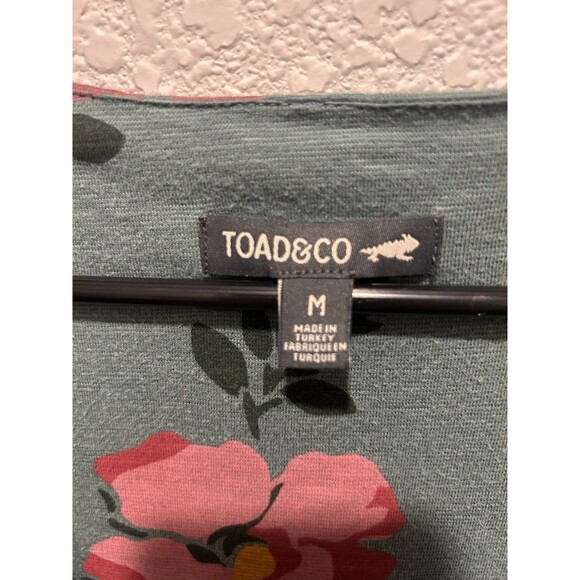 TOAD&CO
M
MADE IN
TURKEY
FABRIQUE EN
TURQUIE